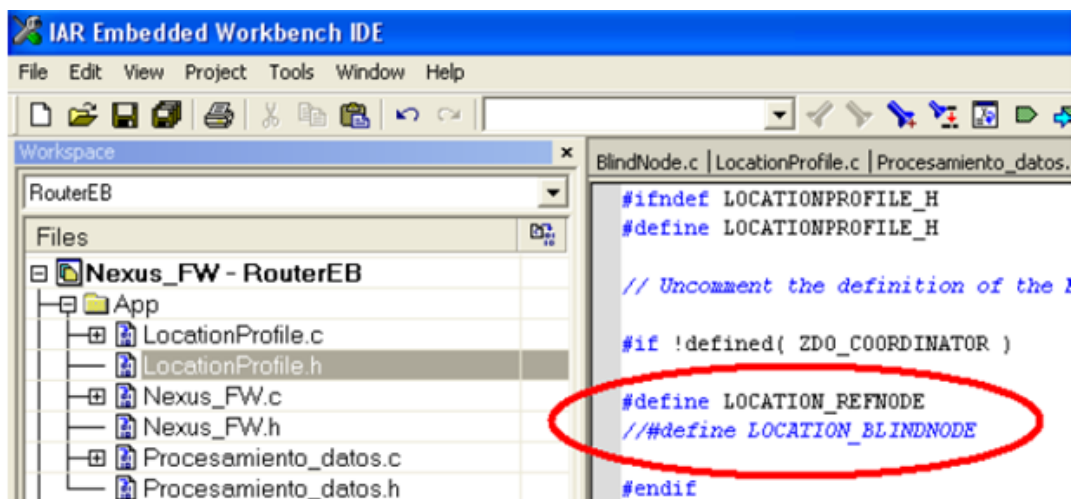 IAR Embedded Workbench IDE
File Edit View Project Tools Window Help
Workspace
RouterEB
Files
Nexus_FW - RouterEB
App
LocationProfile.c
LocationProfile.h
Nexus_FW.c
Nexus_FW.h
Procesamiento_datos.c
Procesamiento_datos.h
BlindNode.c | LocationProfile.c | Procesamiento_datos.
#ifndef LOCATIONPROFILE_H
#define LOCATIONPROFILE_H
// Uncomment the definition of the
#if !defined( ZDO_COORDINATOR )
#define LOCATION_REFNODE
//#define LOCATION_BLINDNODE
#endif